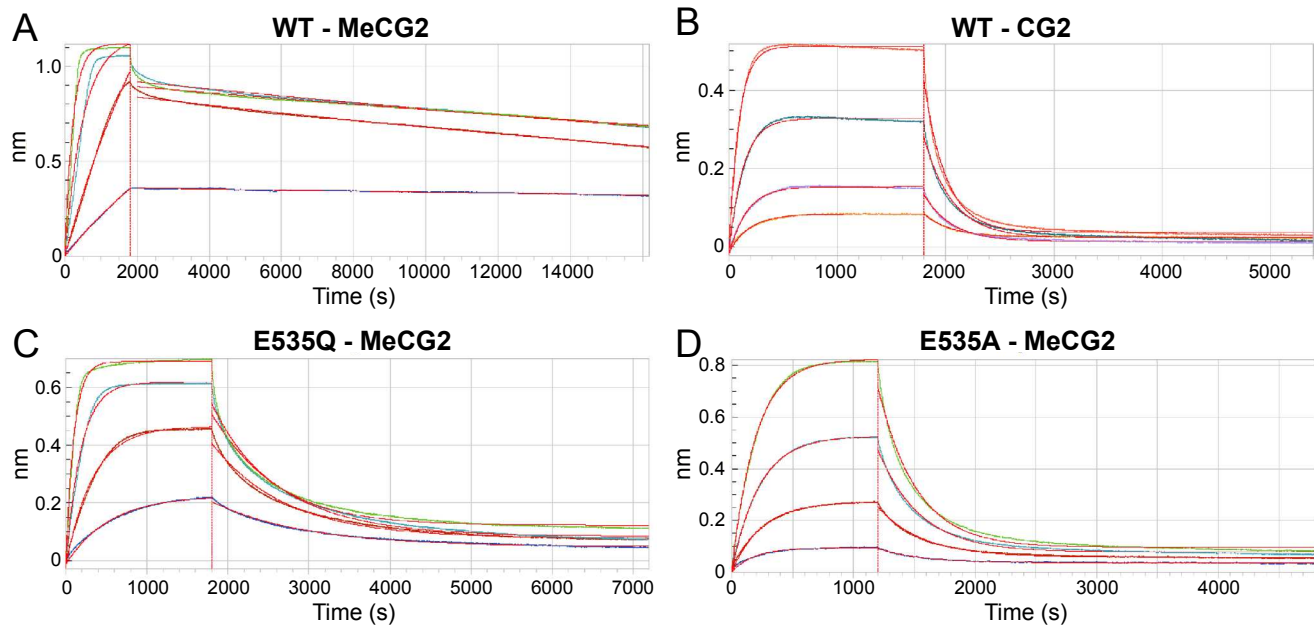 A
WT - MeCG2
1.0
0.5
0
nm
0 2000 4000 6000 8000 10000 12000 14000
Time (s)
B
WT - CG2
0.4
0.2
0
nm
0 1000 2000 3000 4000 5000
Time (s)
C
E535Q - MeCG2
0.6
0.4
0.2
0
nm
0 1000 2000 3000 4000 5000 6000 7000
Time (s)
D
E535A - MeCG2
0.8
0.6
0.4
0.2
0
nm
0 1000 2000 3000 4000
Time (s)